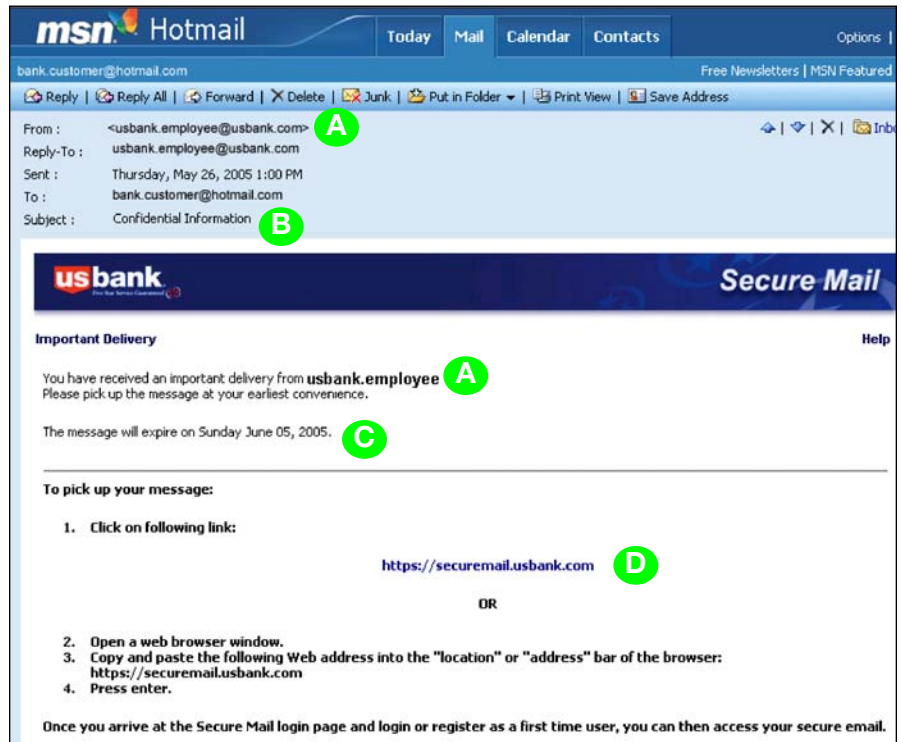 msn Hotmail
Today Mail Calendar Contacts Options |
bank.customer@hotmail.com Free Newsletters | MSN Featured
Reply | Reply All | Forward | Delete | Junk | Put in Folder | Print View | Save Address
From : <usbank.employee@usbank.com> A
Reply-To : usbank.employee@usbank.com
Sent : Thursday, May 26, 2005 1:00 PM
To : bank.customer@hotmail.com
Subject : Confidential Information B
usbank. Secure Mail
Five Star Service Guaranteed
Important Delivery Help
You have received an important delivery from usbank.employee A
Please pick up the message at your earliest convenience.
The message will expire on Sunday June 05, 2005. C
To pick up your message:
1. Click on following link:
https://securemail.usbank.com D
OR
2. Open a web browser window.
3. Copy and paste the following Web address into the "location" or "address" bar of the browser:
https://securemail.usbank.com
4. Press enter.
Once you arrive at the Secure Mail login page and login or register as a first time user, you can then access your secure email.